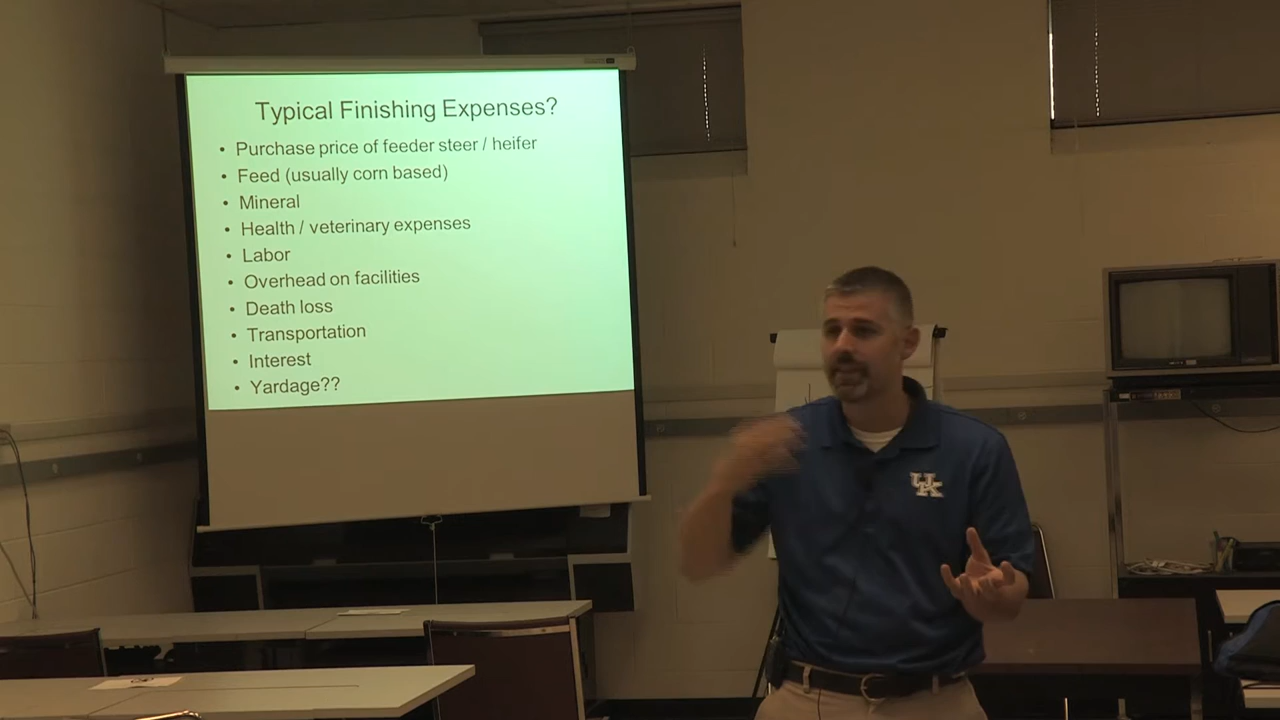 Typical Finishing Expenses?
• Purchase price of feeder steer / heifer
• Feed (usually corn based)
• Mineral
• Health / veterinary expenses
• Labor
• Overhead on facilities
• Death loss
• Transportation
• Interest
• Yardage??
UK